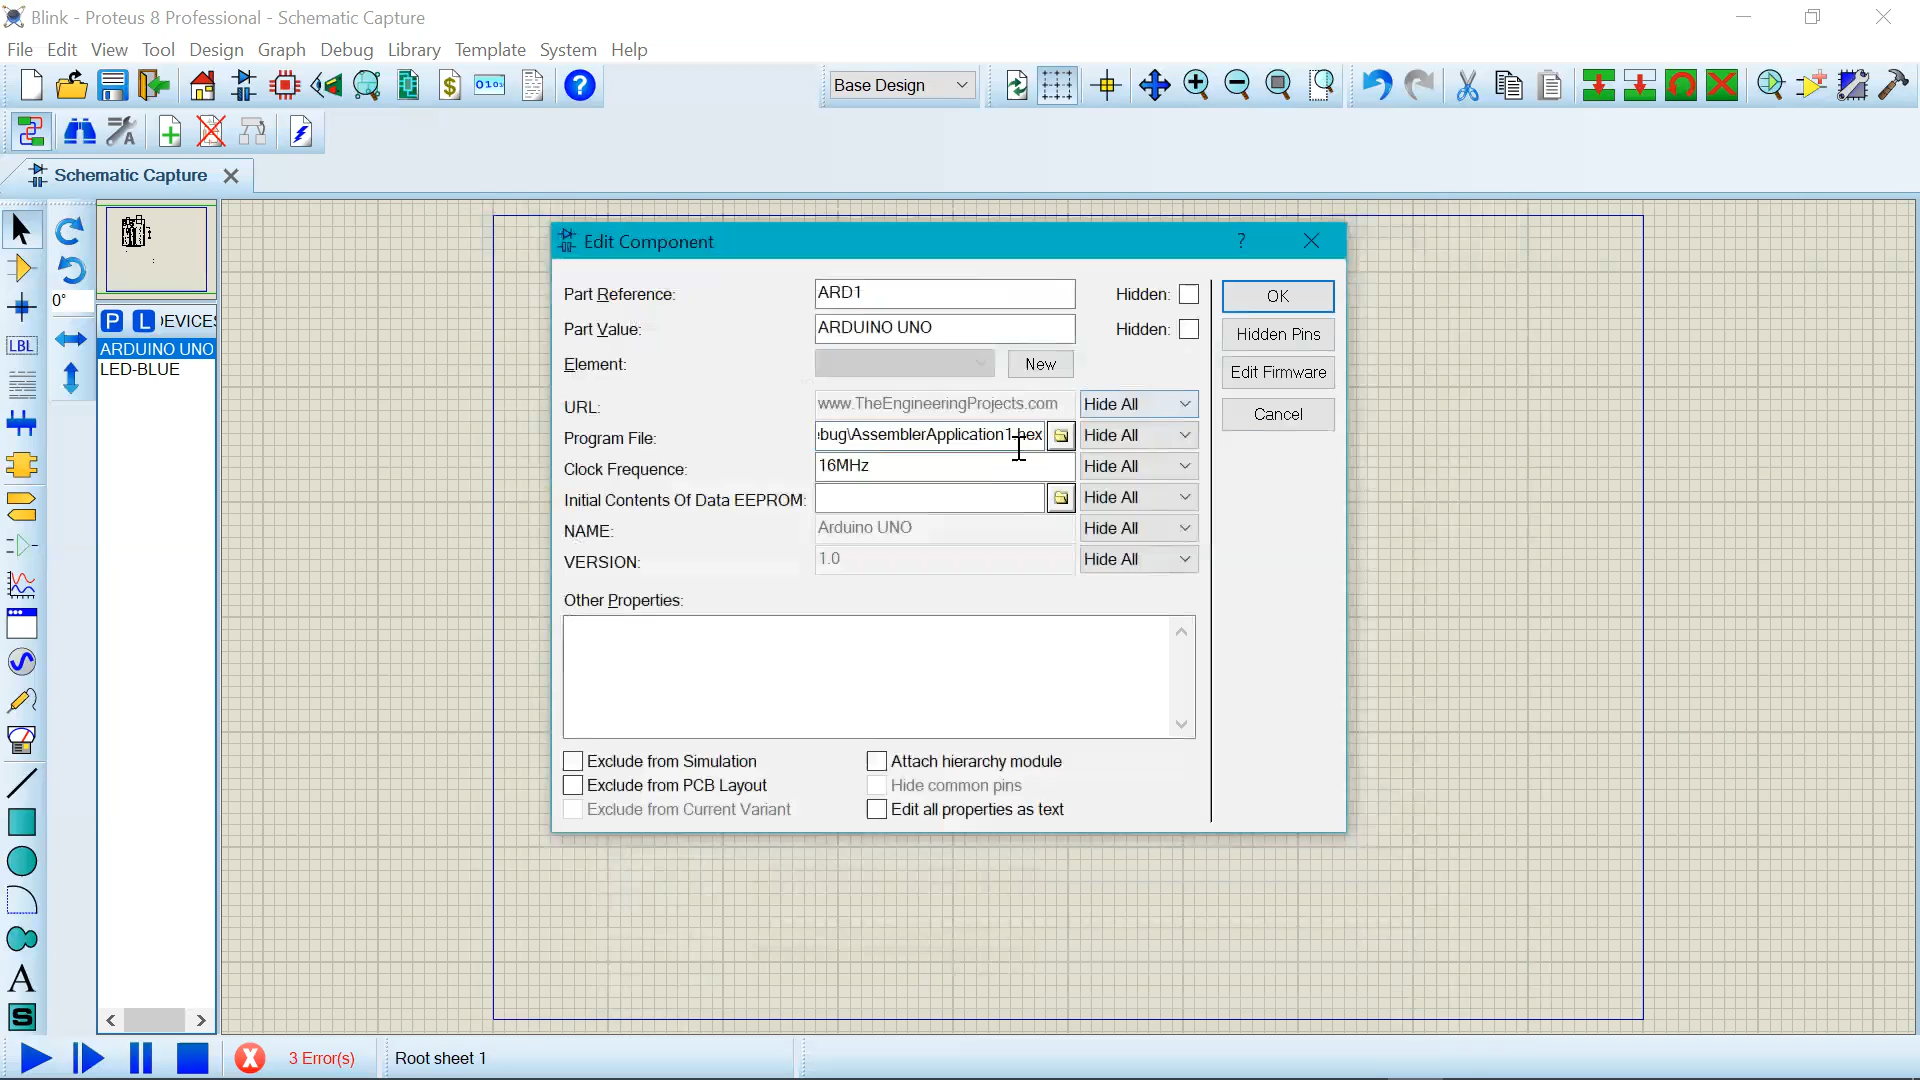 Blink - Proteus 8 Professional - Schematic Capture
File Edit View Tool Design Graph Debug Library Template System Help
$ 0101 ? Base Design
Schematic Capture
0°
P L EVICES
LBL
ARDUINO UNO
LED-BLUE
A
S
Edit Component ?
Part Reference: ARD1 Hidden: OK
Part Value: ARDUINO UNO Hidden: Hidden Pins
Element: New Edit Firmware
URL: www.TheEngineeringProjects.com Hide All Cancel
Program File: ebug\AssemblerApplication1.hex Hide All
Clock Frequence: 16MHz Hide All
Initial Contents Of Data EEPROM: Hide All
NAME: Arduino UNO Hide All
VERSION: 1.0 Hide All
Other Properties:
Exclude from Simulation Attach hierarchy module
Exclude from PCB Layout Hide common pins
Exclude from Current Variant Edit all properties as text
3 Error(s) Root sheet 1